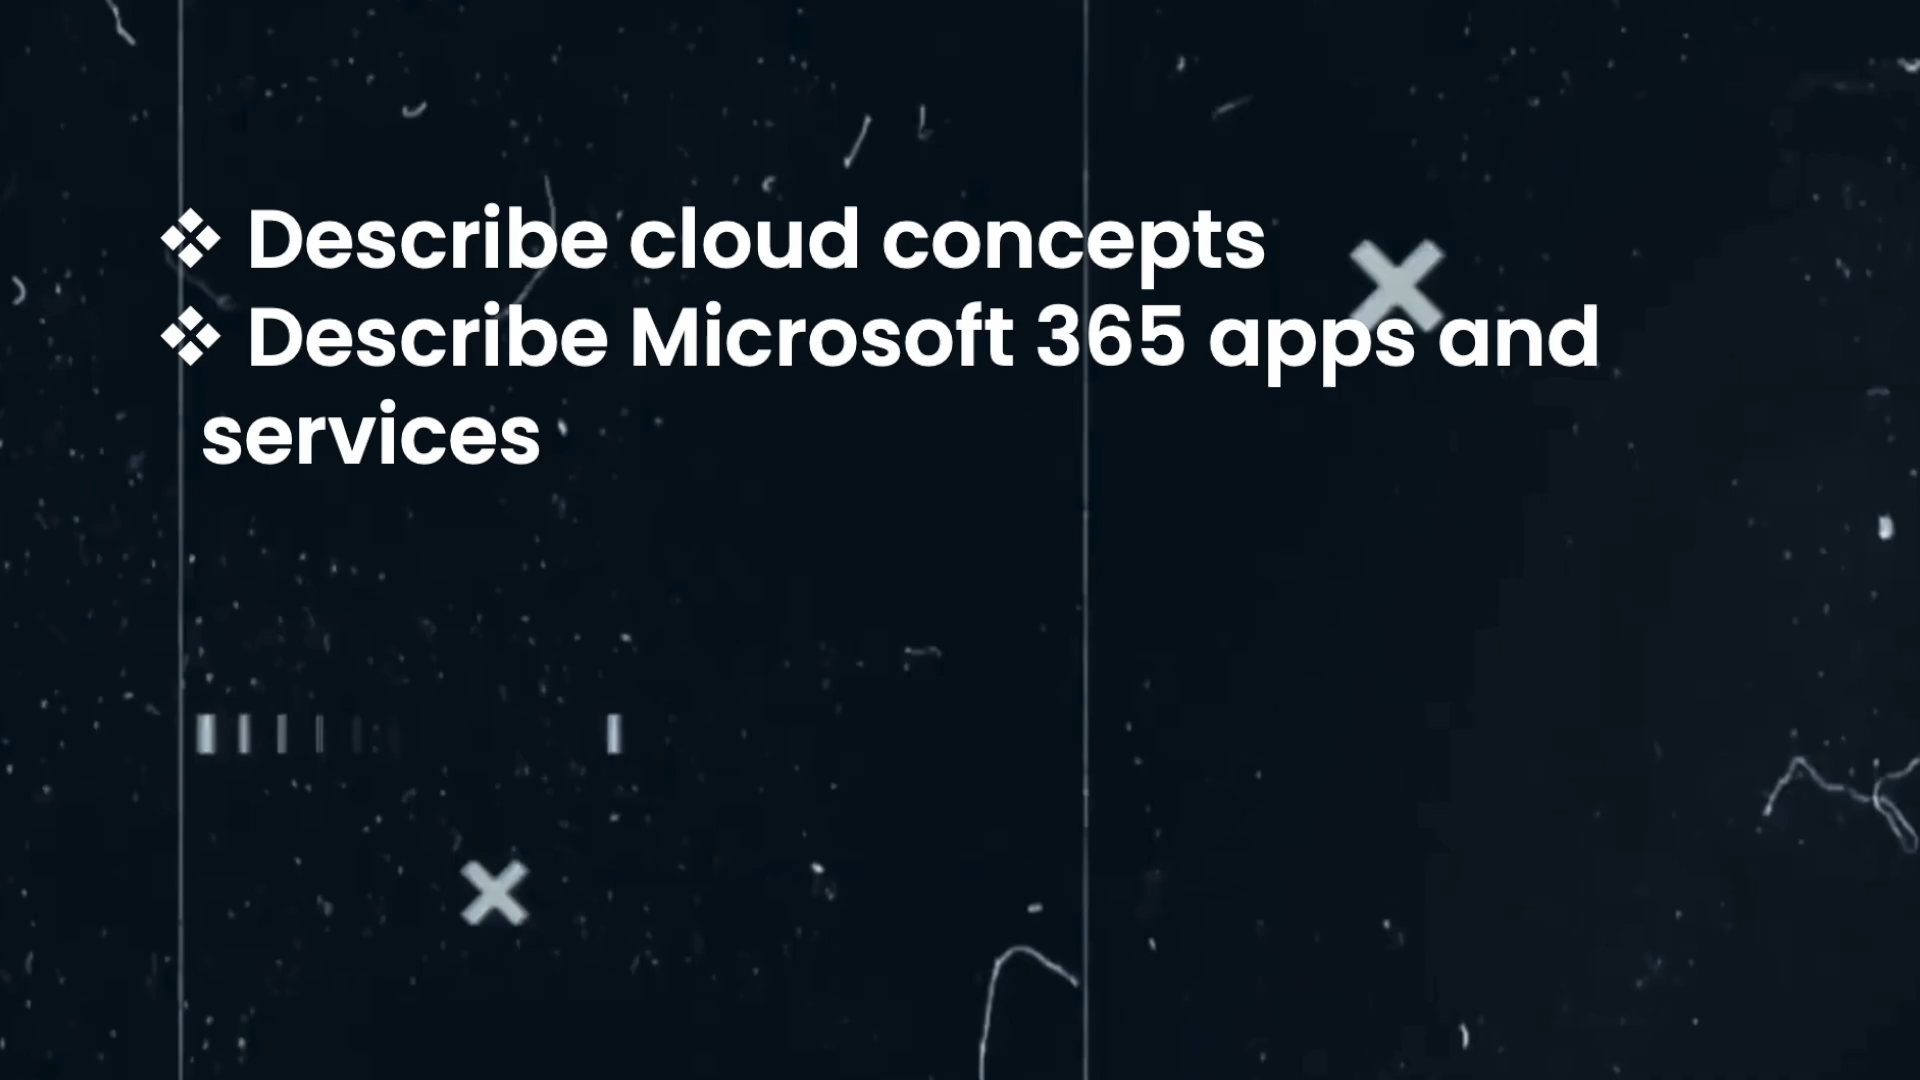 ❖ Describe cloud concepts
❖ Describe Microsoft 365 apps and
services